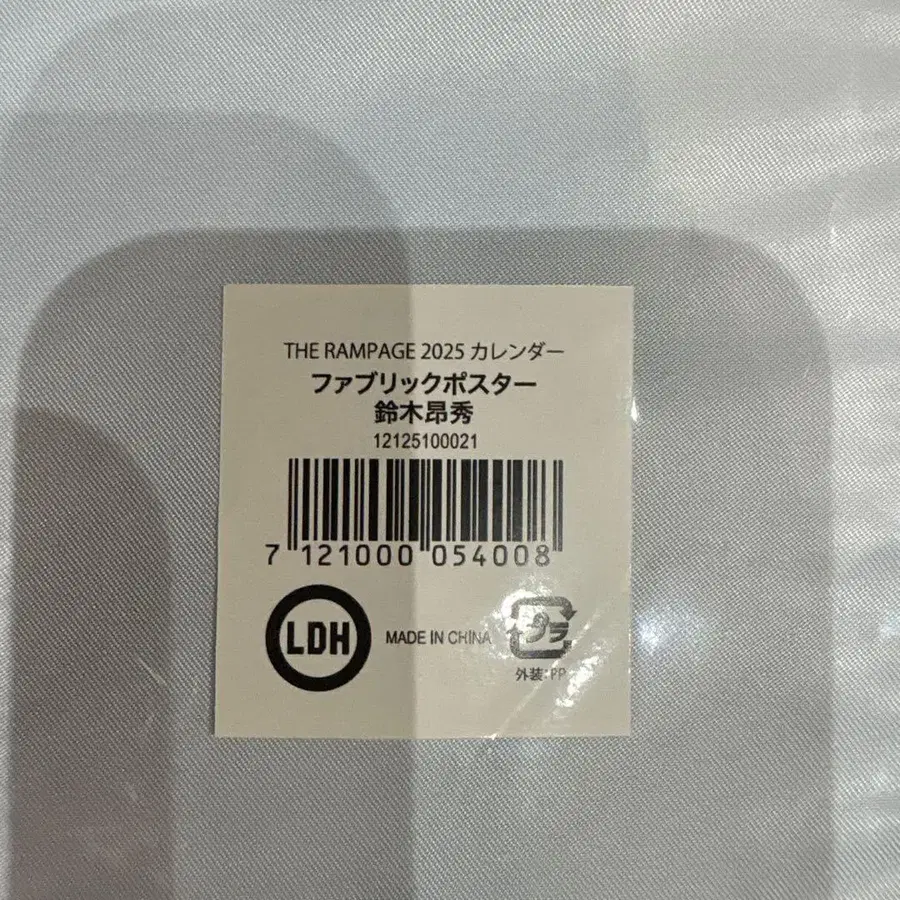 THE RAMPAGE 2025 カレンダー
ファブリックポスター
鈴木昂秀
12125100021
7 121000 054008
LDH
MADE IN CHINA
プラ
外装:PP